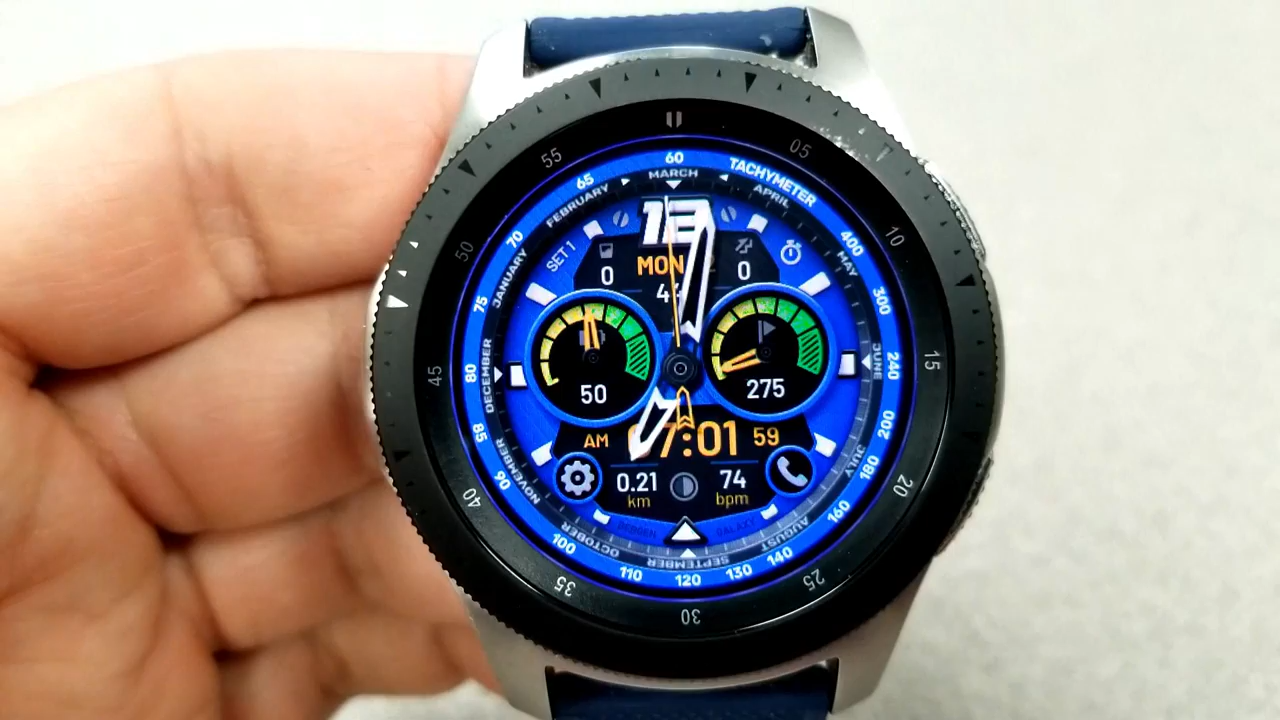 60
TACHYMETER
400
300
240
200
180
160
140
130
120
110
100
90
85
80
75
70
65
MARCH
APRIL
MAY
JUNE
JULY
AUGUST
SEPTEMBER
OCTOBER
NOVEMBER
DECEMBER
JANUARY
FEBRUARY
05
10
15
20
25
30
35
40
45
50
55
12
SET 1
0 MON 0
50 275
AM 07:01 59
0.21 74
km bpm
GALAXY